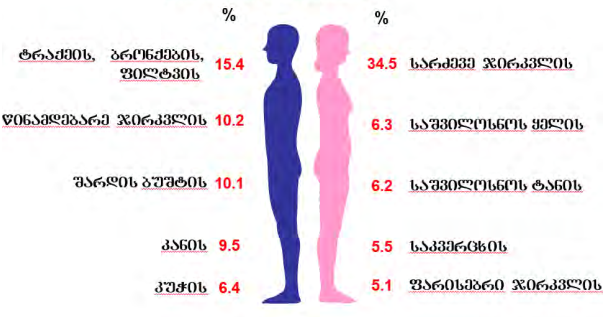 % %
ტრაქეის, ბრონქების, 15.4 34.5 სარძევე ჯირკვლის
ფილტვის
წინამდებარე ჯირკვლის 10.2 6.3 საშვილოსნოს ყელის
შარდის ბუშტის 10.1 6.2 საშვილოსნოს ტანის
კანის 9.5 5.5 საკვერცხის
კუჭის 6.4 5.1 ფარისებრი ჯირკვლის